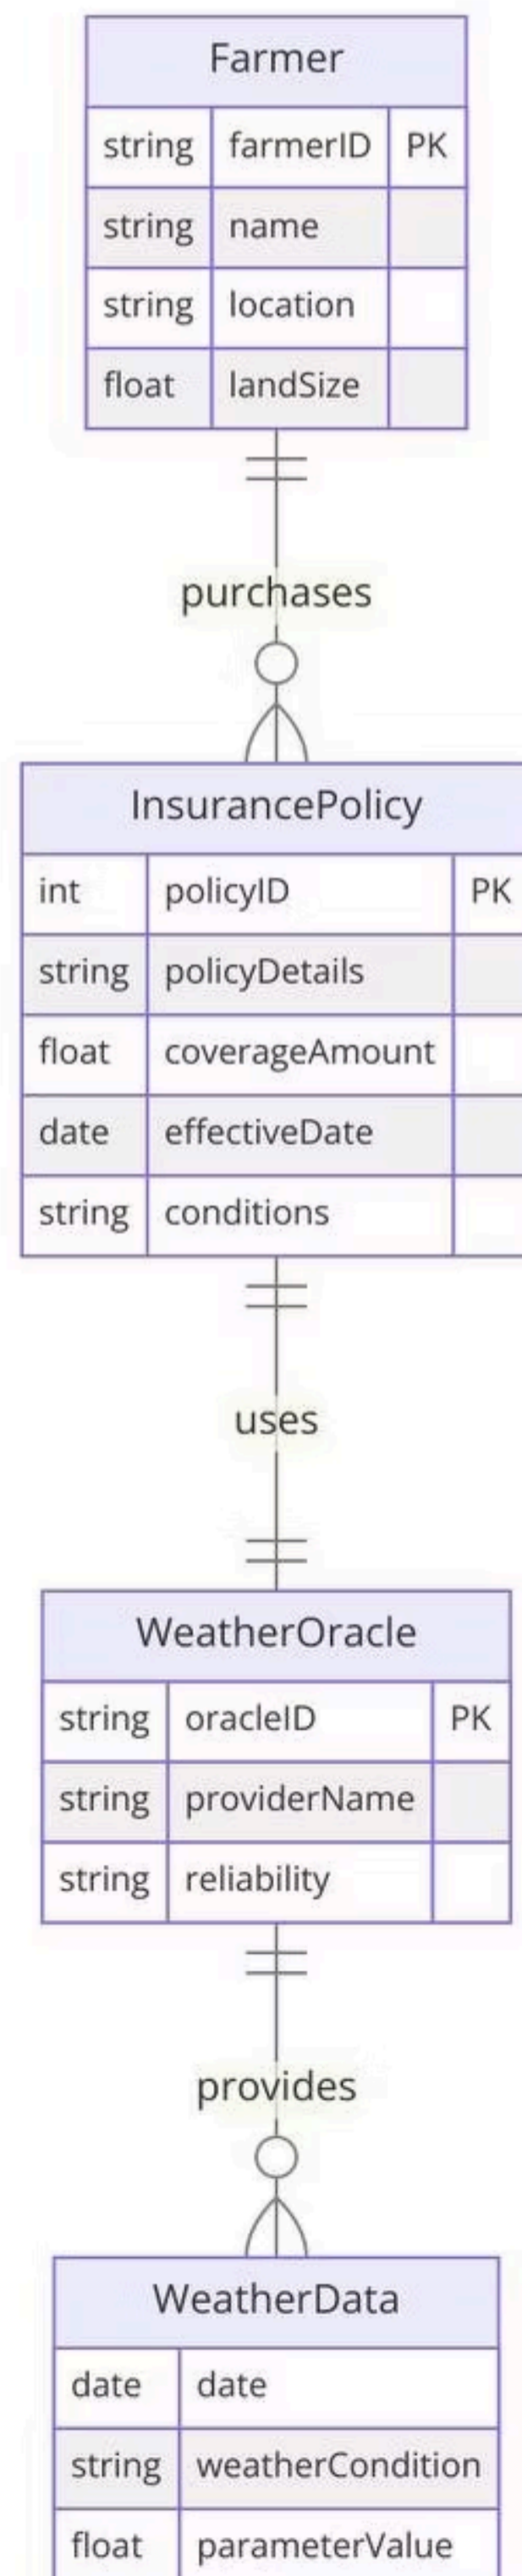 Farmer
string farmerID PK
string name
string location
float landSize
purchases
InsurancePolicy
int policyID PK
string policyDetails
float coverageAmount
date effectiveDate
string conditions
uses
WeatherOracle
string oracleID PK
string providerName
string reliability
provides
WeatherData
date date
string weatherCondition
float parameterValue